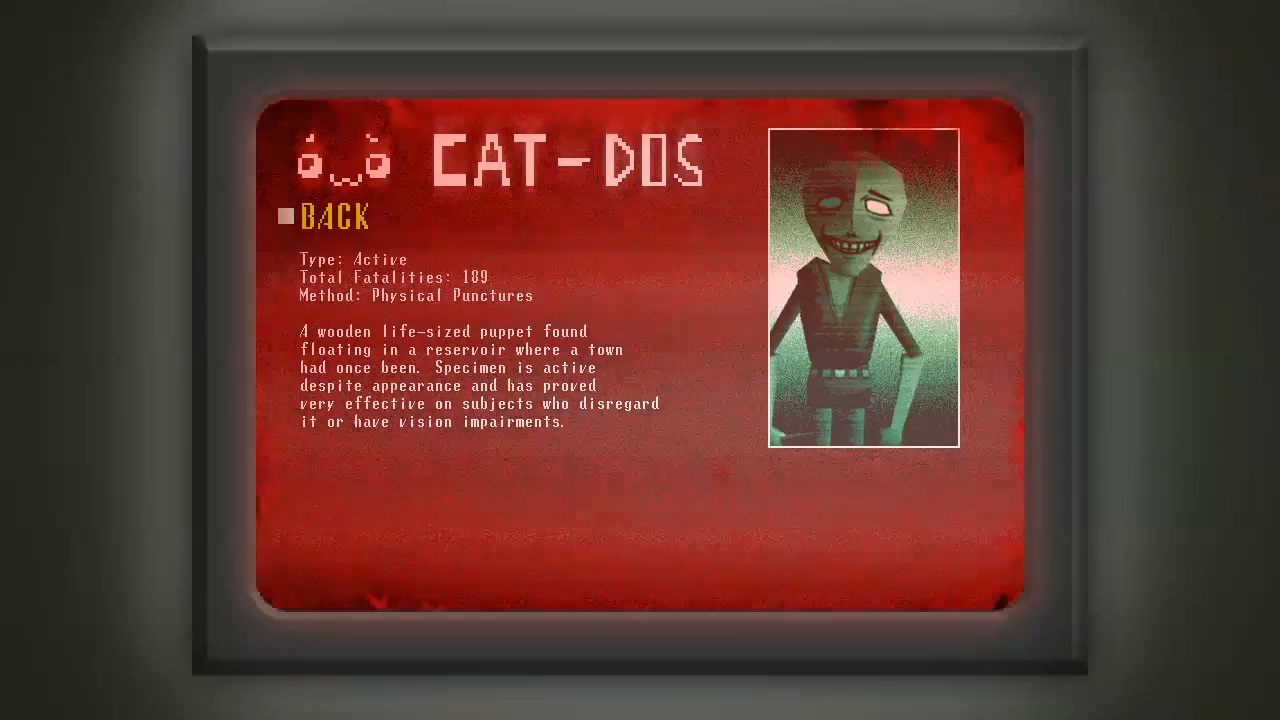 CAT-DOS
BACK
Type: Active
Total Fatalities: 189
Method: Physical Punctures
A wooden life-sized puppet found
floating in a reservoir where a town
had once been. Specimen is active
despite appearance and has proved
very effective on subjects who disregard
it or have vision impairments.